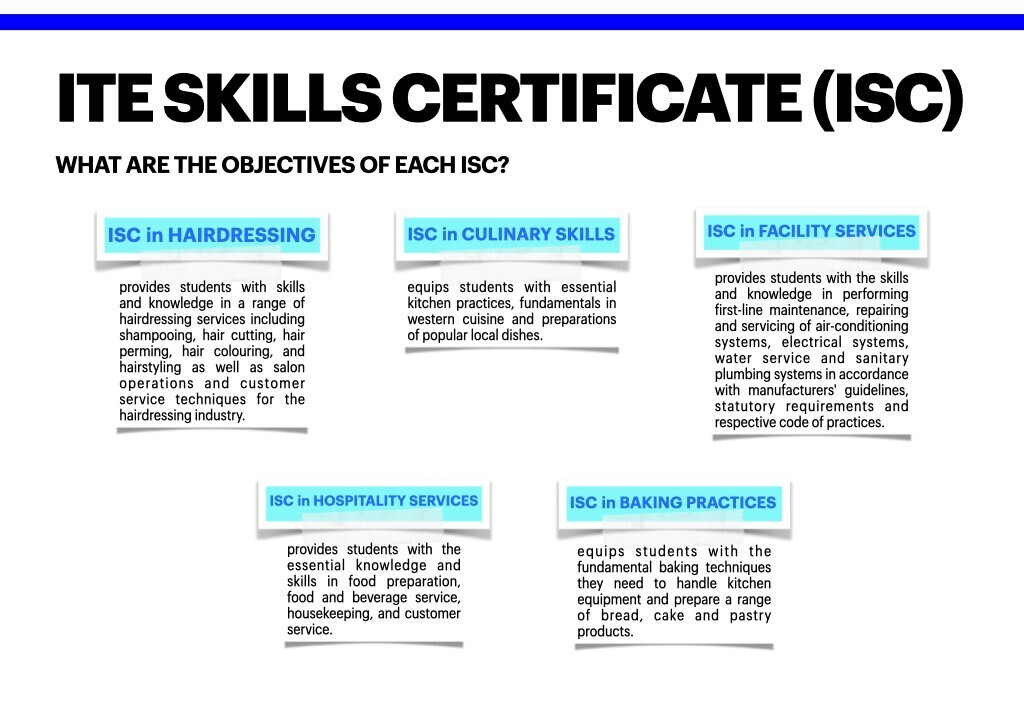 ITE SKILLS CERTIFICATE (ISC)
WHAT ARE THE OBJECTIVES OF EACH ISC?
ISC in HAIRDRESSING
provides students with skills
and knowledge in a range of
hairdressing services including
shampooing, hair cutting, hair
perming, hair colouring, and
hairstyling as well as salon
operations and customer
service techniques for the
hairdressing industry.
ISC in CULINARY SKILLS
equips students with essential
kitchen practices, fundamentals in
western cuisine and preparations
of popular local dishes.
ISC in FACILITY SERVICES
provides students with the skills
and knowledge in performing
first-line maintenance, repairing
and servicing of air-conditioning
systems, electrical systems,
water service and sanitary
plumbing systems in accordance
with manufacturers' guidelines,
statutory requirements and
respective code of practices.
ISC in HOSPITALITY SERVICES
provides students with the
essential knowledge and
skills in food preparation,
food and beverage service,
housekeeping, and customer
service.
ISC in BAKING PRACTICES
equips students with the
fundamental baking techniques
they need to handle kitchen
equipment and prepare a range
of bread, cake and pastry
products.